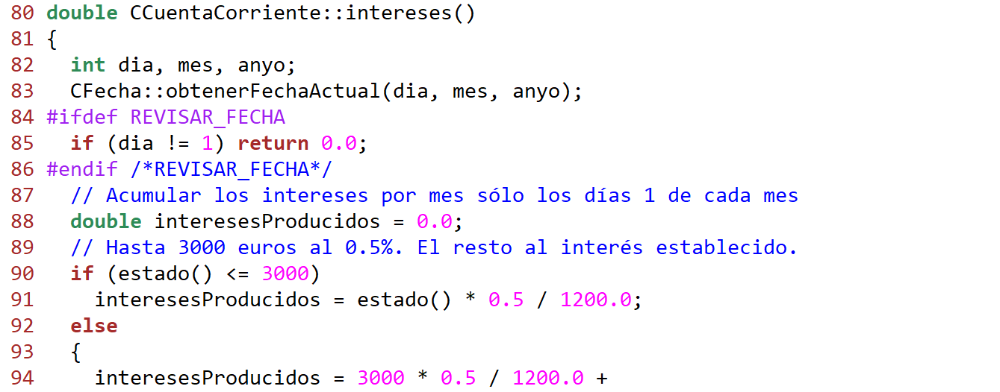 80 double CCuentaCorriente::intereses()
81 {
82   int dia, mes, anyo;
83   CFecha::obtenerFechaActual(dia, mes, anyo);
84 #ifdef REVISAR_FECHA
85   if (dia != 1) return 0.0;
86 #endif /*REVISAR_FECHA*/
87   // Acumular los intereses por mes sólo los días 1 de cada mes
88   double interesesProducidos = 0.0;
89   // Hasta 3000 euros al 0.5%. El resto al interés establecido.
90   if (estado() <= 3000)
91     interesesProducidos = estado() * 0.5 / 1200.0;
92   else
93   {
94     interesesProducidos = 3000 * 0.5 / 1200.0 +